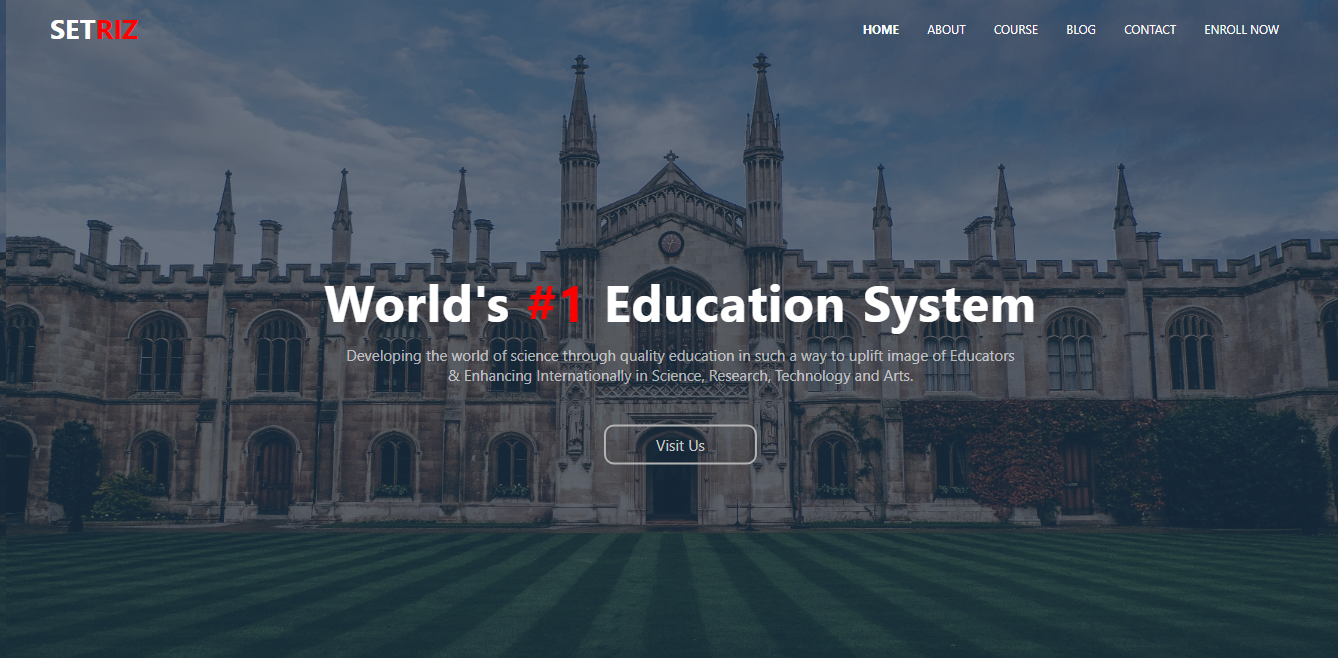 SETRIZ
HOME ABOUT COURSE BLOG CONTACT ENROLL NOW
World's #1 Education System
Developing the world of science through quality education in such a way to uplift image of Educators
& Enhancing Internationally in Science, Research, Technology and Arts.
Visit Us